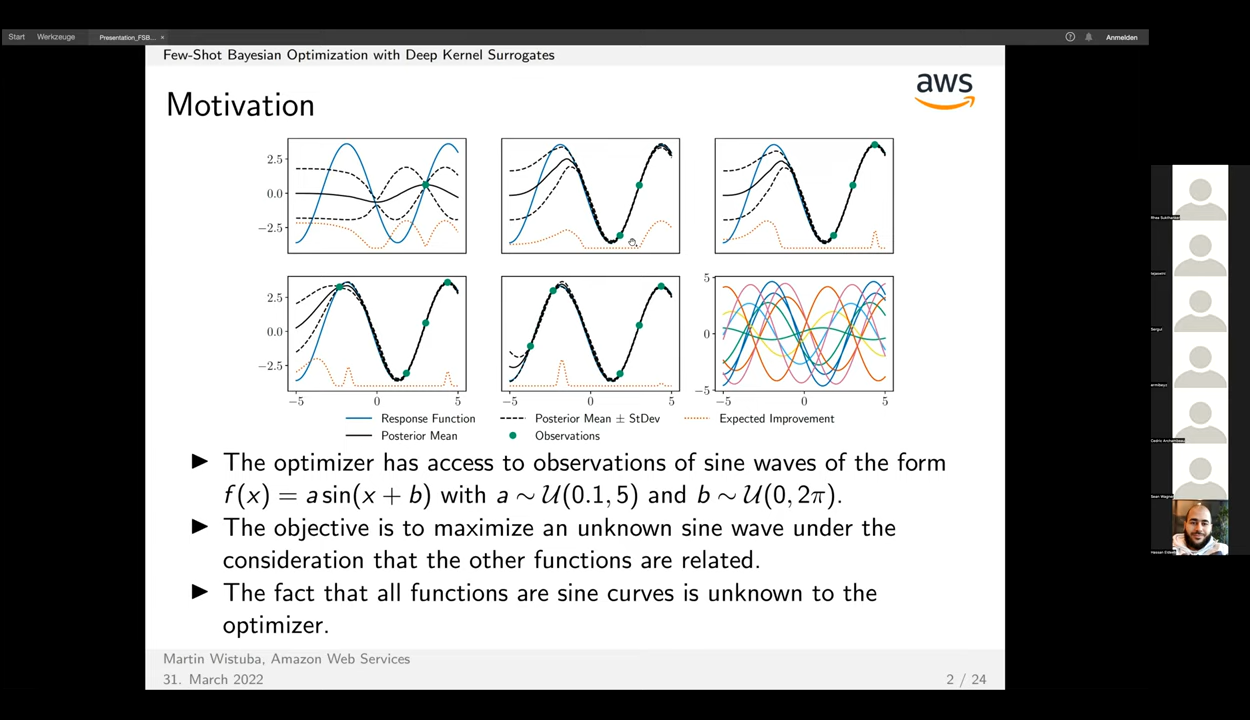 Start Werkzeuge Presentation_FSB... × Anmelden
Few-Shot Bayesian Optimization with Deep Kernel Surrogates
aws
Motivation
2.5
0.0
−2.5
2.5
0.0
−2.5
5
0
−5
−5 0 5
−5 0 5
−5 0 5
Response Function
Posterior Mean ± StDev
Expected Improvement
Posterior Mean
Observations
▶ The optimizer has access to observations of sine waves of the form
f(x) = a sin(x + b) with a ∼ U(0.1, 5) and b ∼ U(0, 2π).
▶ The objective is to maximize an unknown sine wave under the
consideration that the other functions are related.
▶ The fact that all functions are sine curves is unknown to the
optimizer.
Martin Wistuba, Amazon Web Services
31. March 2022
2 / 24